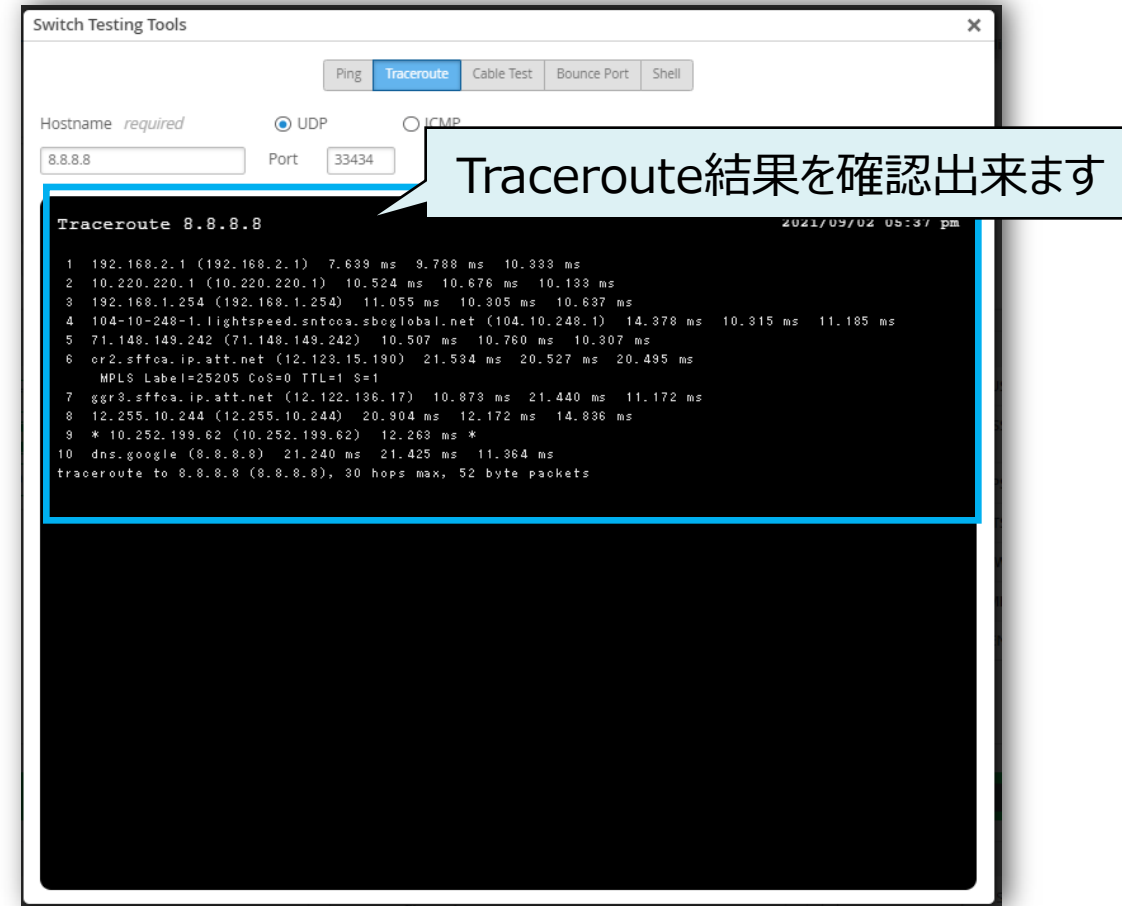 Switch Testing Tools ×
Ping Traceroute Cable Test Bounce Port Shell
Hostname required UDP ICMP
8.8.8.8 Port 33434
Traceroute結果を確認出来ます
Traceroute 8.8.8.8 2021/09/02 05:37 pm
1 192.168.2.1 (192.168.2.1) 7.639 ms 9.788 ms 10.333 ms
2 10.220.220.1 (10.220.220.1) 10.524 ms 10.676 ms 10.133 ms
3 192.168.1.254 (192.168.1.254) 11.055 ms 10.305 ms 10.637 ms
4 104-10-248-1.lightspeed.sntcca.sbcglobal.net (104.10.248.1) 14.378 ms 10.315 ms 11.185 ms
5 71.148.149.242 (71.148.149.242) 10.507 ms 10.760 ms 10.307 ms
6 cr2.sffca.ip.att.net (12.123.15.190) 21.534 ms 20.527 ms 20.495 ms
MPLS Label=25205 CoS=0 TTL=1 S=1
7 ggr3.sffca.ip.att.net (12.122.136.17) 10.873 ms 21.440 ms 11.172 ms
8 12.255.10.244 (12.255.10.244) 20.904 ms 12.172 ms 14.836 ms
9 * 10.252.199.62 (10.252.199.62) 12.263 ms *
10 dns.google (8.8.8.8) 21.240 ms 21.425 ms 11.364 ms
traceroute to 8.8.8.8 (8.8.8.8), 30 hops max, 52 byte packets